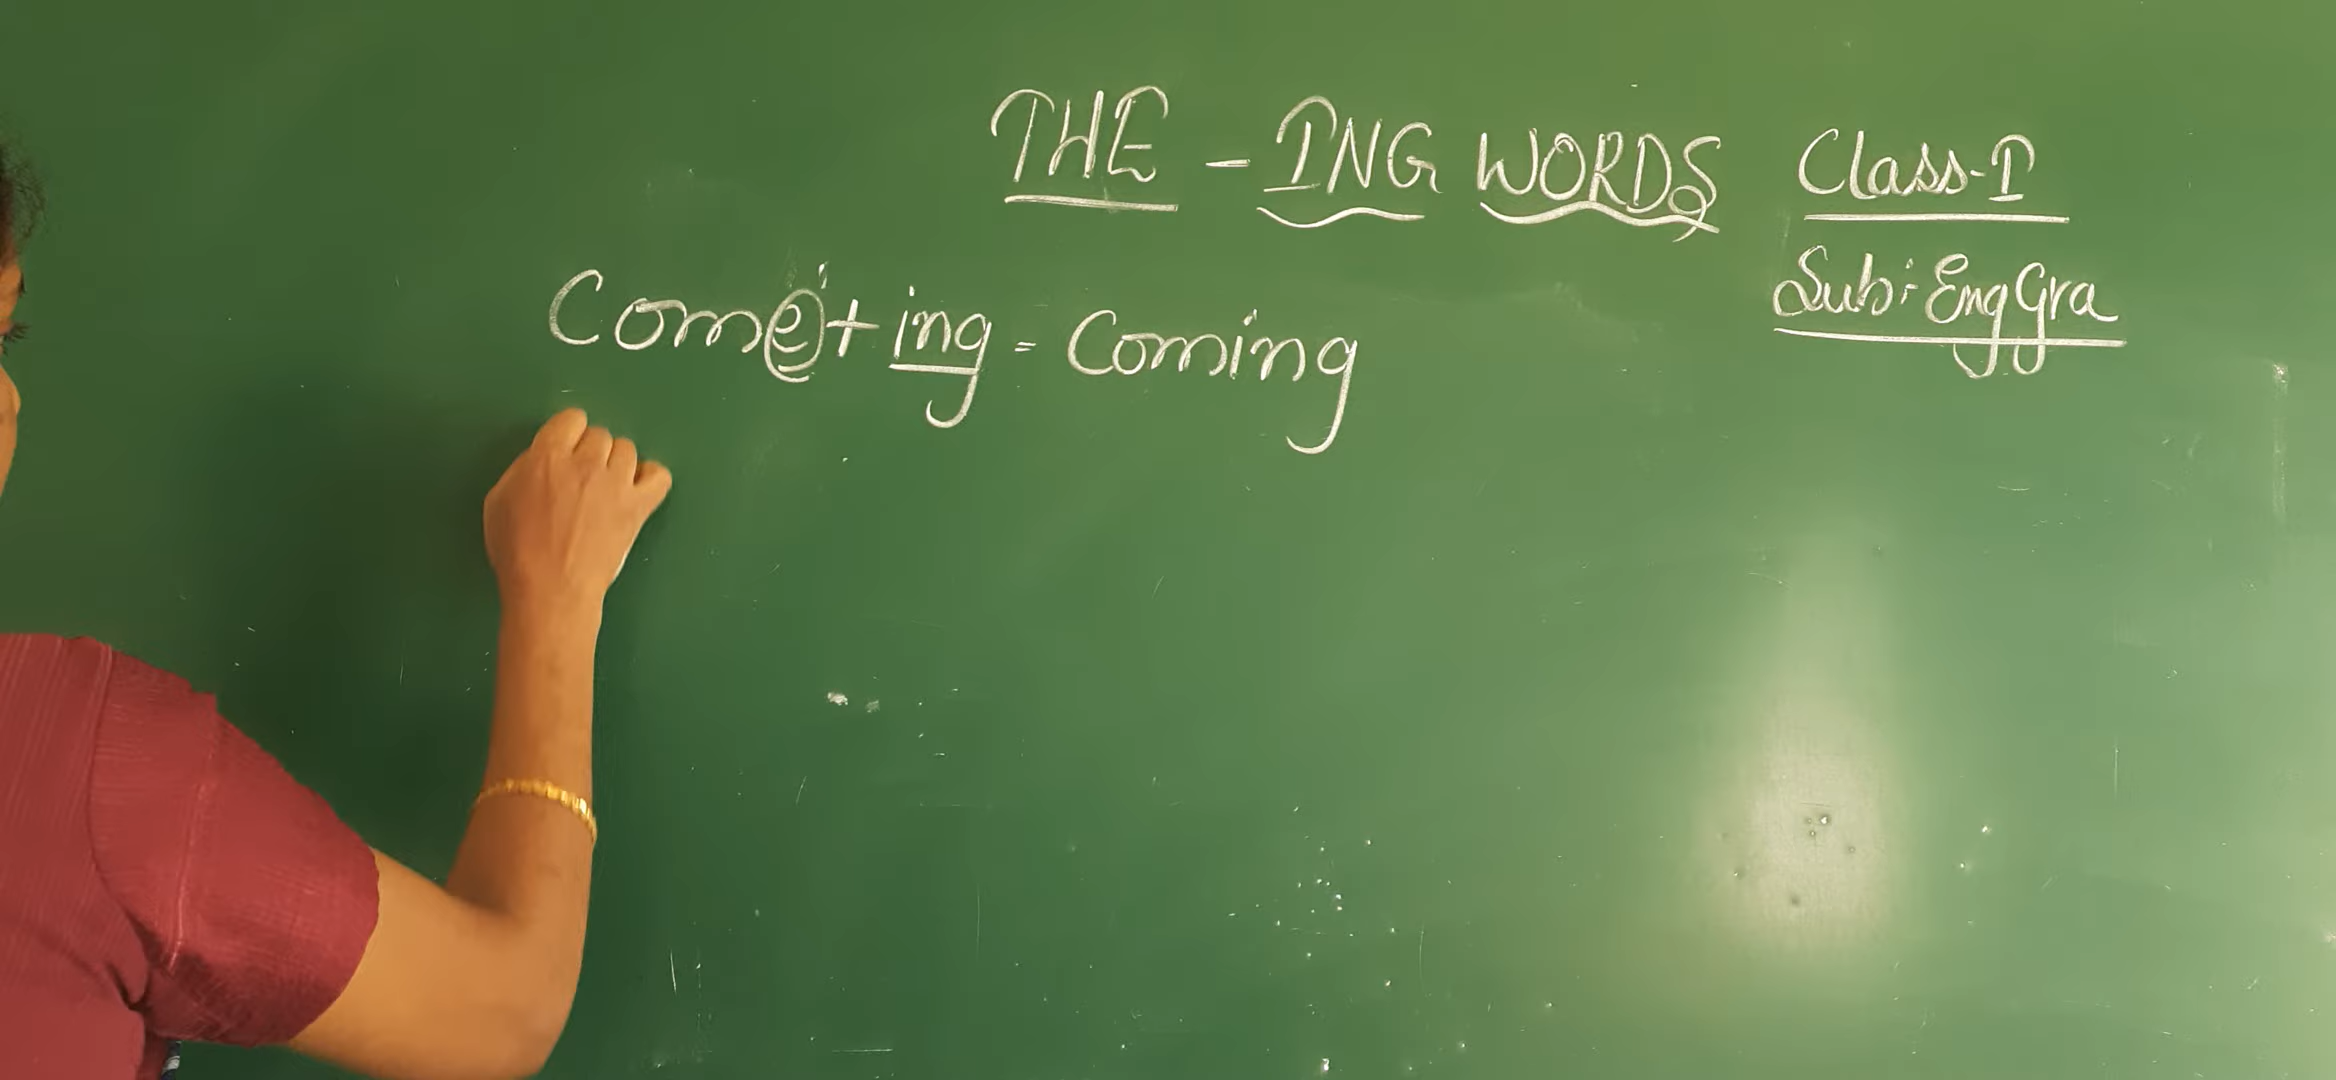 THE - ING WORDS Class-I
Sub:- Eng Gra
Come + ing = Coming